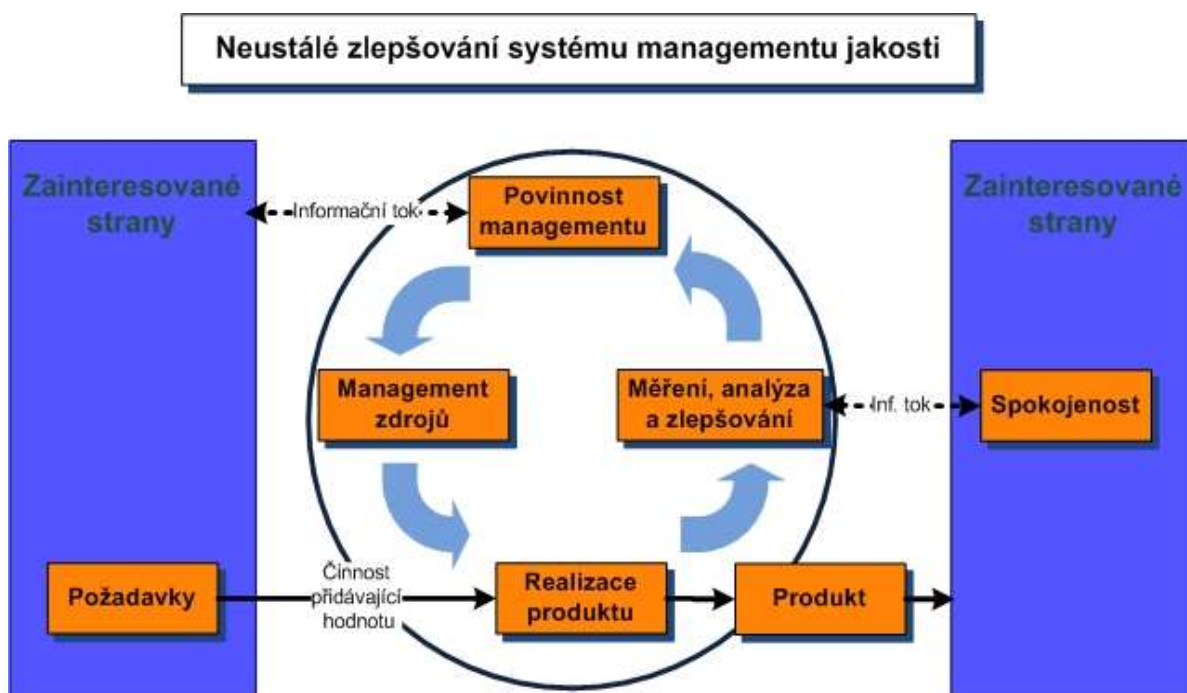 Neustálé zlepšování systému managementu jakosti
Zainteresované
strany
Informační tok
Povinnost
managementu
Zainteresované
strany
Management
zdrojů
Měření, analýza
a zlepšování
Inf. tok
Spokojenost
Požadavky
Činnost
přidávající
hodnotu
Realizace
produktu
Produkt